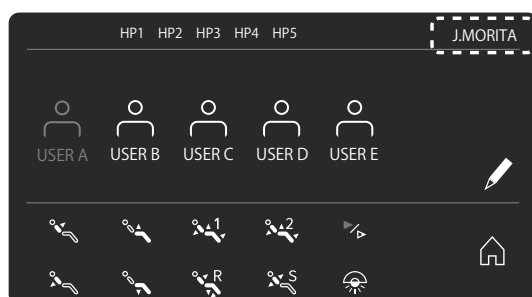 HP1 HP2 HP3 HP4 HP5 J.MORITA
USER A USER B USER C USER D USER E
1 2
R S